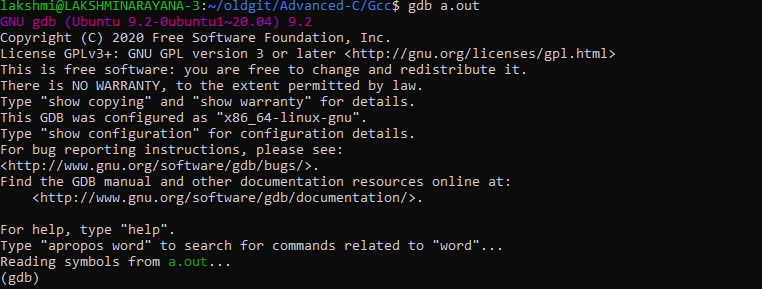 lakshmi@LAKSHMINARAYANA-3:~/oldgit/Advanced-C/Gcc$ gdb a.out
GNU gdb (Ubuntu 9.2-0ubuntu1~20.04) 9.2
Copyright (C) 2020 Free Software Foundation, Inc.
License GPLv3+: GNU GPL version 3 or later <http://gnu.org/licenses/gpl.html>
This is free software: you are free to change and redistribute it.
There is NO WARRANTY, to the extent permitted by law.
Type "show copying" and "show warranty" for details.
This GDB was configured as "x86_64-linux-gnu".
Type "show configuration" for configuration details.
For bug reporting instructions, please see:
<http://www.gnu.org/software/gdb/bugs/>.
Find the GDB manual and other documentation resources online at:
    <http://www.gnu.org/software/gdb/documentation/>.

For help, type "help".
Type "apropos word" to search for commands related to "word"...
Reading symbols from a.out...
(gdb)